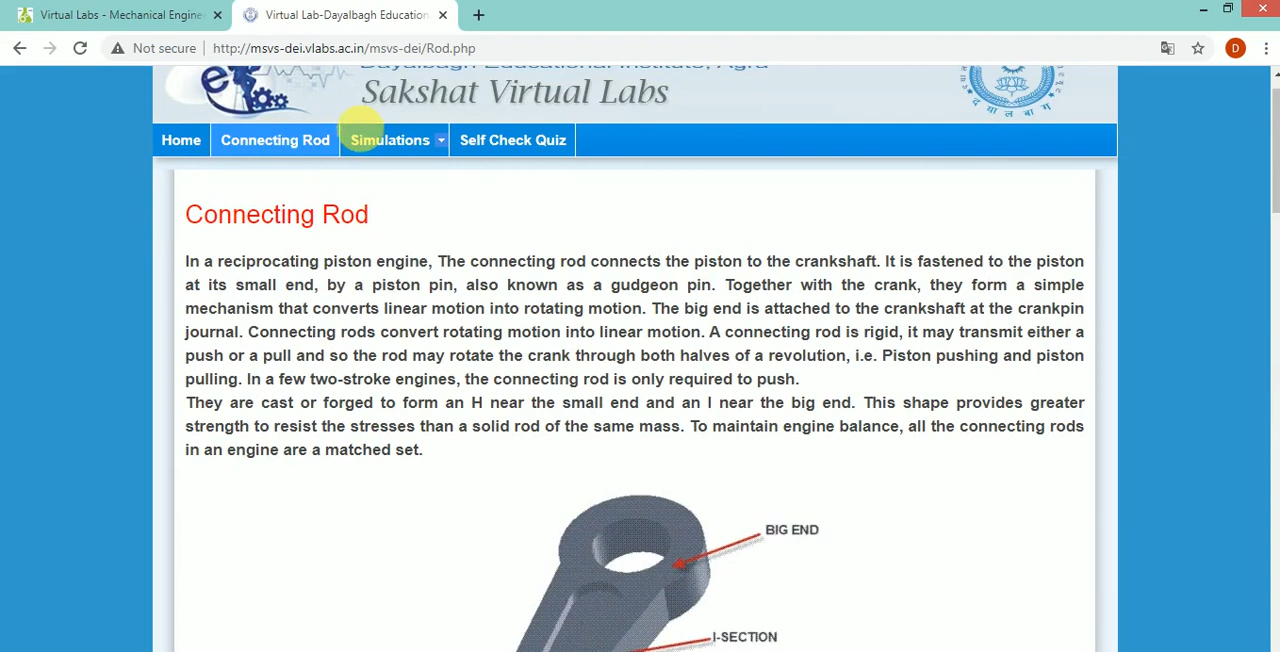 Virtual Labs - Mechanical Engine
Virtual Lab-Dayalbagh Education
Not secure
http://msvs-dei.vlabs.ac.in/msvs-dei/Rod.php
D
Dayalbagh Educational Institute, Agra
Sakshat Virtual Labs
Home
Connecting Rod
Simulations
Self Check Quiz
Connecting Rod
In a reciprocating piston engine, The connecting rod connects the piston to the crankshaft. It is fastened to the piston
at its small end, by a piston pin, also known as a gudgeon pin. Together with the crank, they form a simple
mechanism that converts linear motion into rotating motion. The big end is attached to the crankshaft at the crankpin
journal. Connecting rods convert rotating motion into linear motion. A connecting rod is rigid, it may transmit either a
push or a pull and so the rod may rotate the crank through both halves of a revolution, i.e. Piston pushing and piston
pulling. In a few two-stroke engines, the connecting rod is only required to push.
They are cast or forged to form an H near the small end and an I near the big end. This shape provides greater
strength to resist the stresses than a solid rod of the same mass. To maintain engine balance, all the connecting rods
in an engine are a matched set.
BIG END
I-SECTION